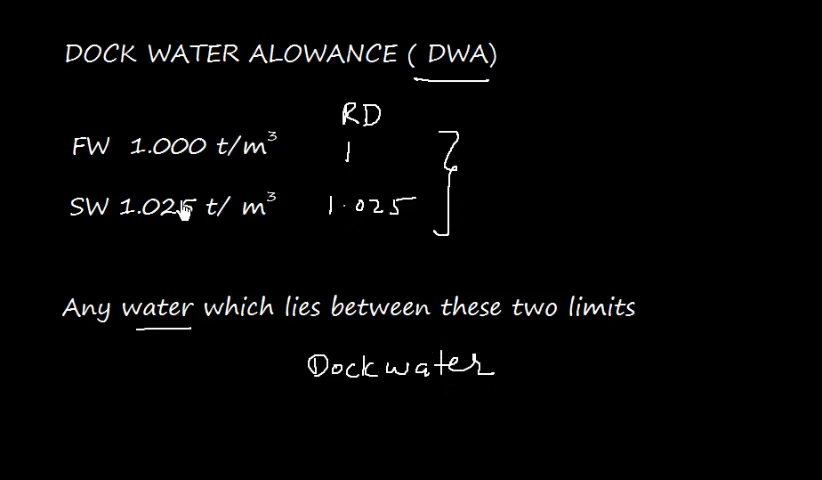 DOCK WATER ALOWANCE ( DWA)
RD
FW 1.000 t/m³ 1
SW 1.025 t/ m³ 1.025
Any water which lies between these two limits
Dockwater